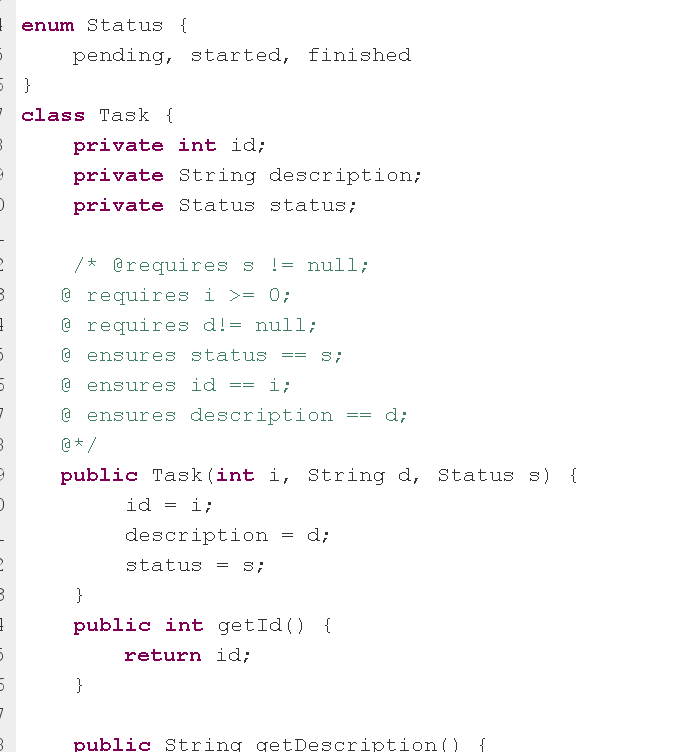 enum Status {
    pending, started, finished
}
class Task {
    private int id;
    private String description;
    private Status status;

    /* @requires s != null;
   @ requires i >= 0;
   @ requires d!= null;
   @ ensures status == s;
   @ ensures id == i;
   @ ensures description == d;
   @*/
   public Task(int i, String d, Status s) {
        id = i;
        description = d;
        status = s;
    }
    public int getId() {
        return id;
    }

    public String getDescription() {